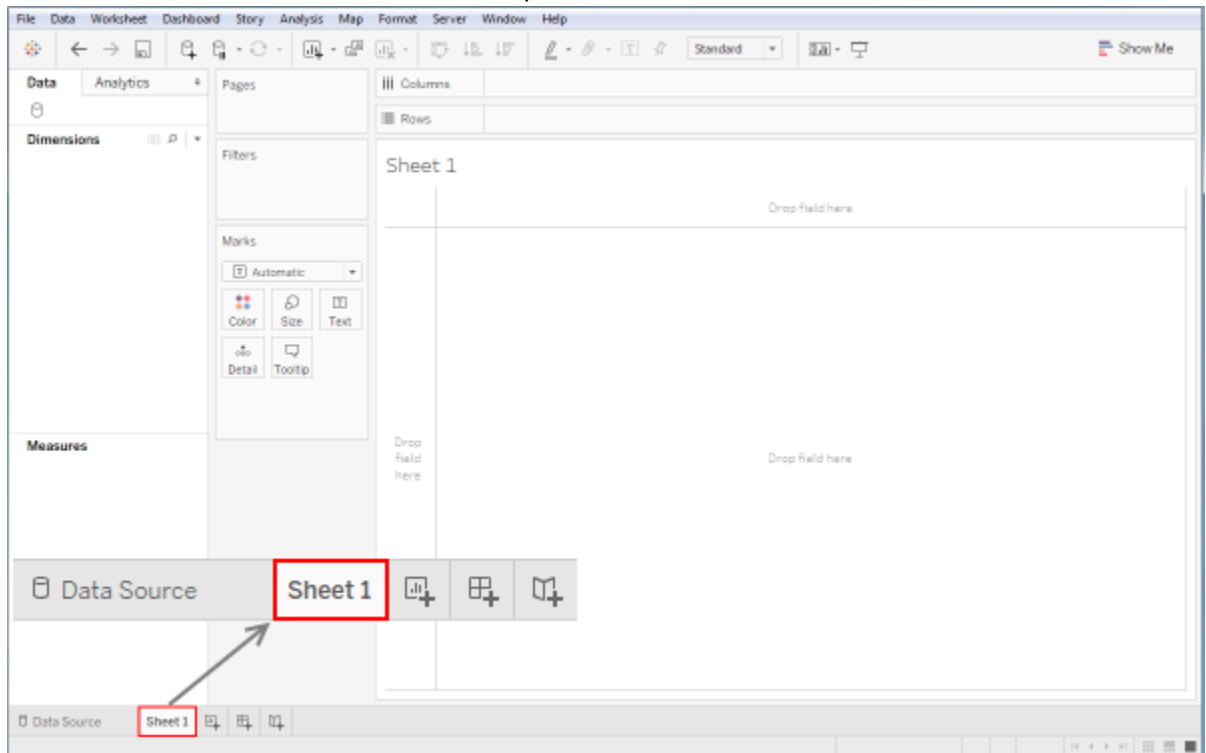 File Data Worksheet Dashboard Story Analysis Map Format Server Window Help
Standard
Show Me
Data Analytics
Pages
Columns
Rows
Dimensions
Filters
Sheet 1
Drop field here
Marks
Automatic
Color Size Text
Detail Tooltip
Measures
Drop
field
here
Drop field here
Data Source Sheet 1
Data Source Sheet 1